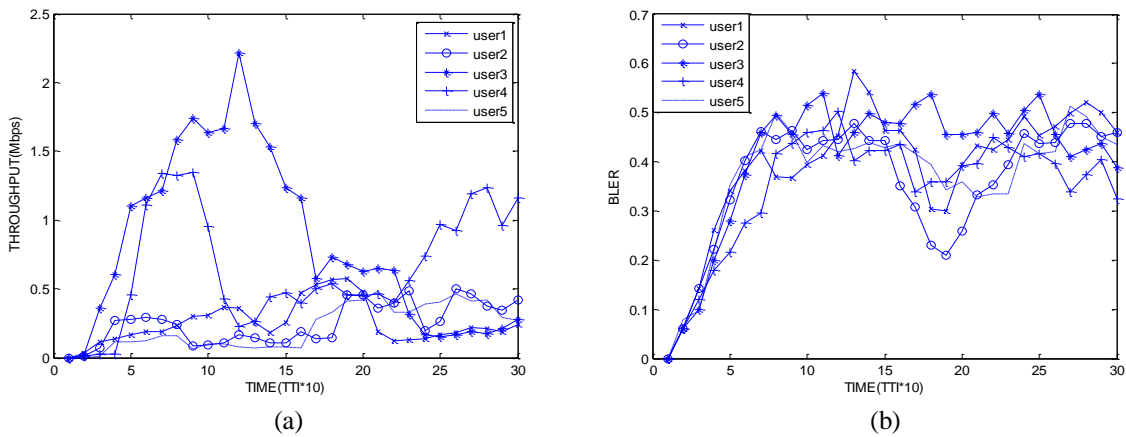 2.5
2
1.5
1
0.5
0
0
5
10
15
20
25
30
THROUGHPUT(Mbps)
TIME(TTI*10)
user1
user2
user3
user4
user5
(a)
0.7
0.6
0.5
0.4
0.3
0.2
0.1
0
0
5
10
15
20
25
30
BLER
TIME(TTI*10)
user1
user2
user3
user4
user5
(b)